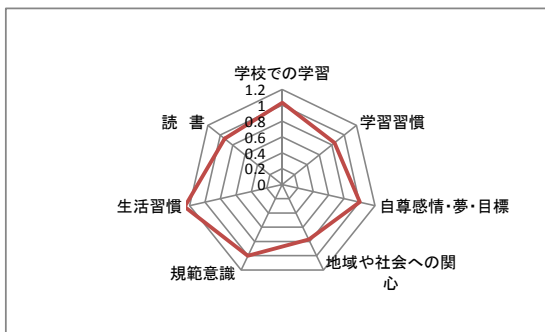 学校での学習
1.2
1
0.8
0.6
0.4
0.2
0
学習習慣
自尊感情・夢・目標
地域や社会への関
心
規範意識
生活習慣
読 書